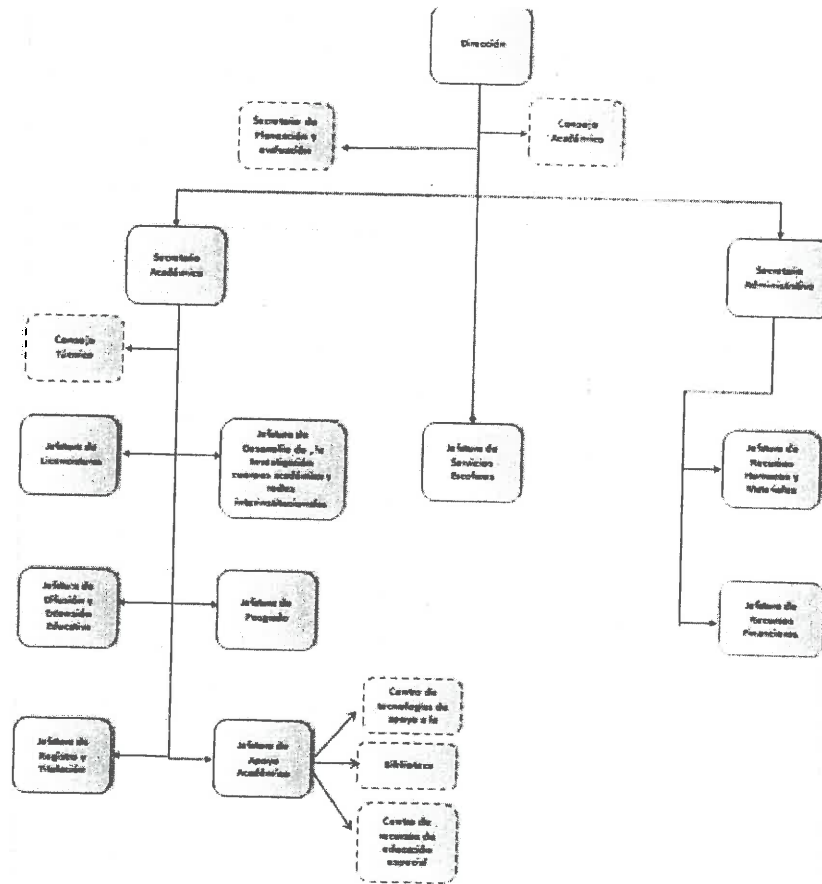 Dirección
Secretaría de
Planeación y
evaluación
Consejo
Académico
Secretaría
Académica
Secretaría
Administrativa
Consejo
Técnico
Jefatura de
Licenciaturas
Jefatura de
Desarrollo de , la
investigación
cuerpos académicos y
redes
interinstitucionales
Jefatura de
Servicios
Escolares
Jefatura de
Recursos
Humanos y
Materiales
Jefatura de
Difusión y
Extensión
Educativa
Jefatura de
Posgrado
Jefatura de
Recursos
Financieros
Centro de
tecnologías de
apoyo a la
Jefatura de
Registro y
Titulación
Jefatura de
Apoyo
Académico
Biblioteca
Centro de
recursos de
educación
especial